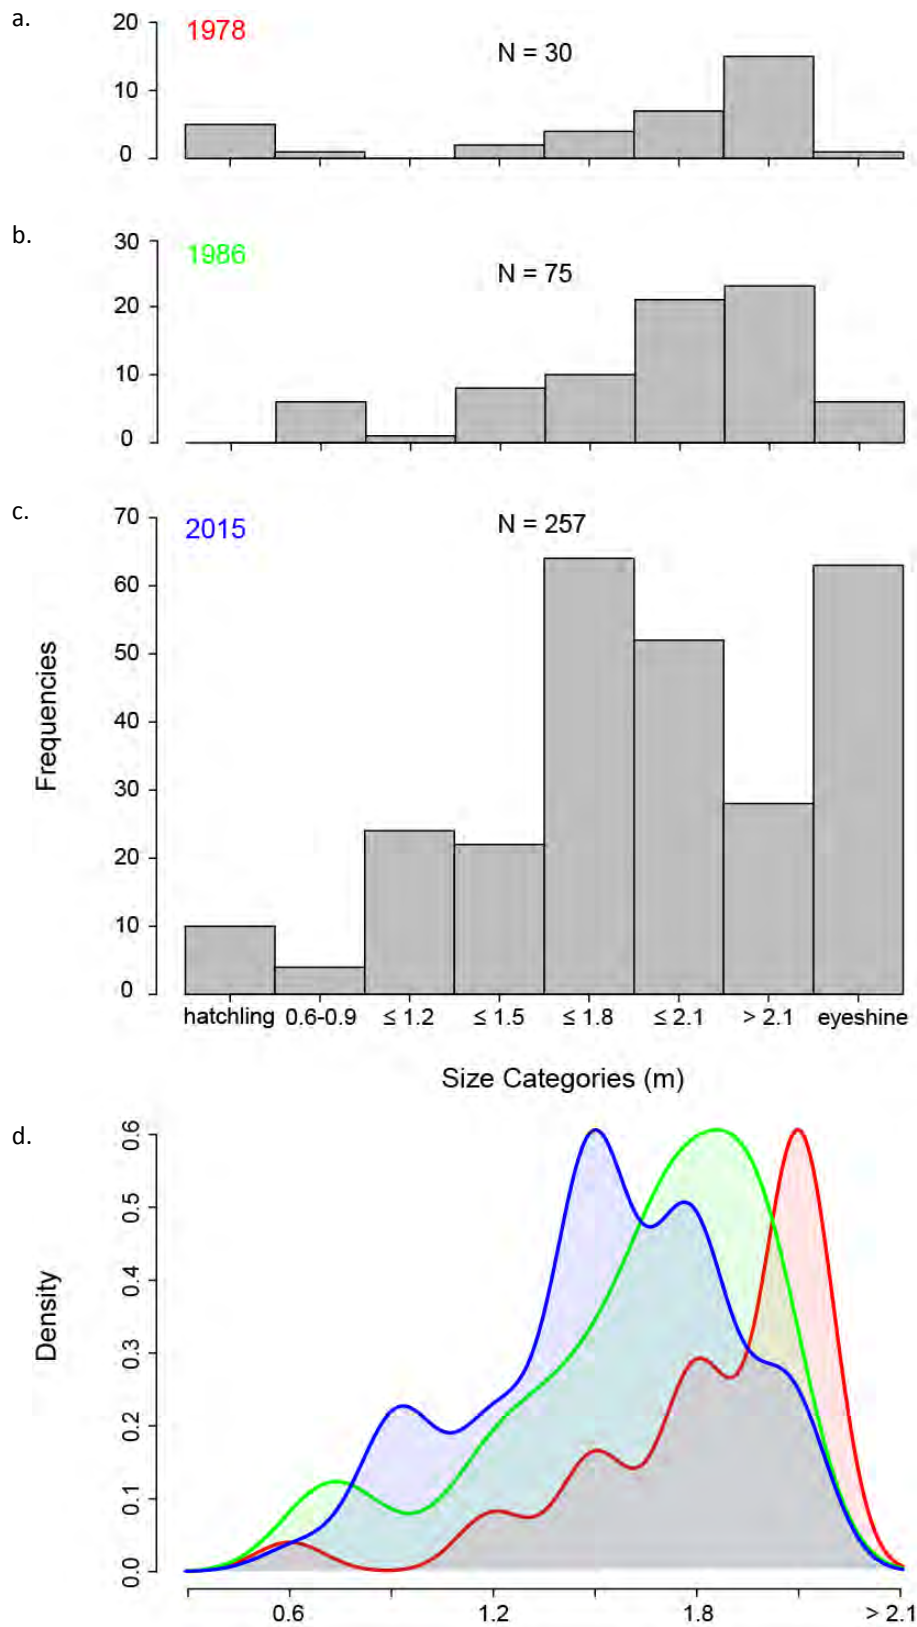 a.
1978
N = 30
20
10
0
b.
1986
N = 75
30
20
10
0
c.
2015
N = 257
70
60
50
40
30
20
10
0
Frequencies
hatchling 0.6-0.9 ≤ 1.2 ≤ 1.5 ≤ 1.8 ≤ 2.1 > 2.1 eyeshine
Size Categories (m)
d.
0.6
0.5
0.4
0.3
0.2
0.1
0.0
Density
0.6 1.2 1.8 > 2.1